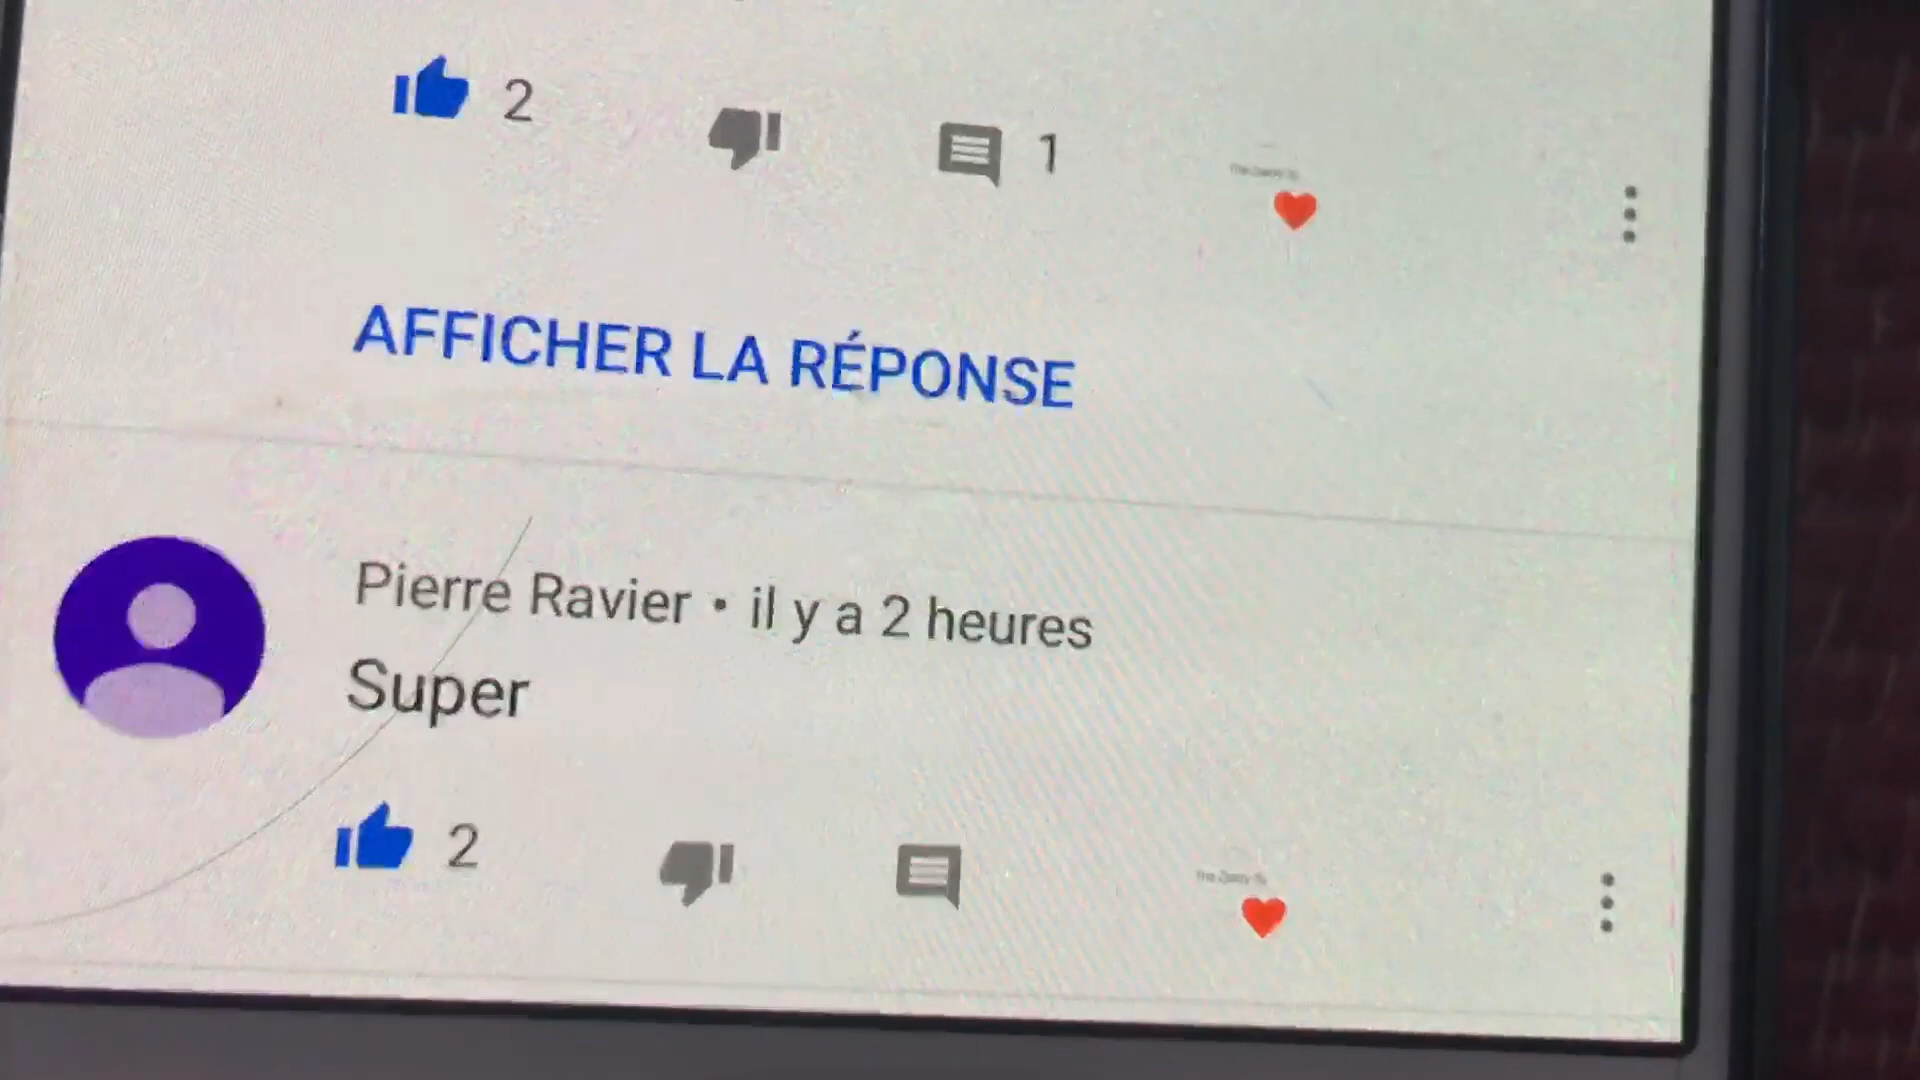 2
1
AFFICHER LA RÉPONSE
Pierre Ravier • il y a 2 heures
Super
2